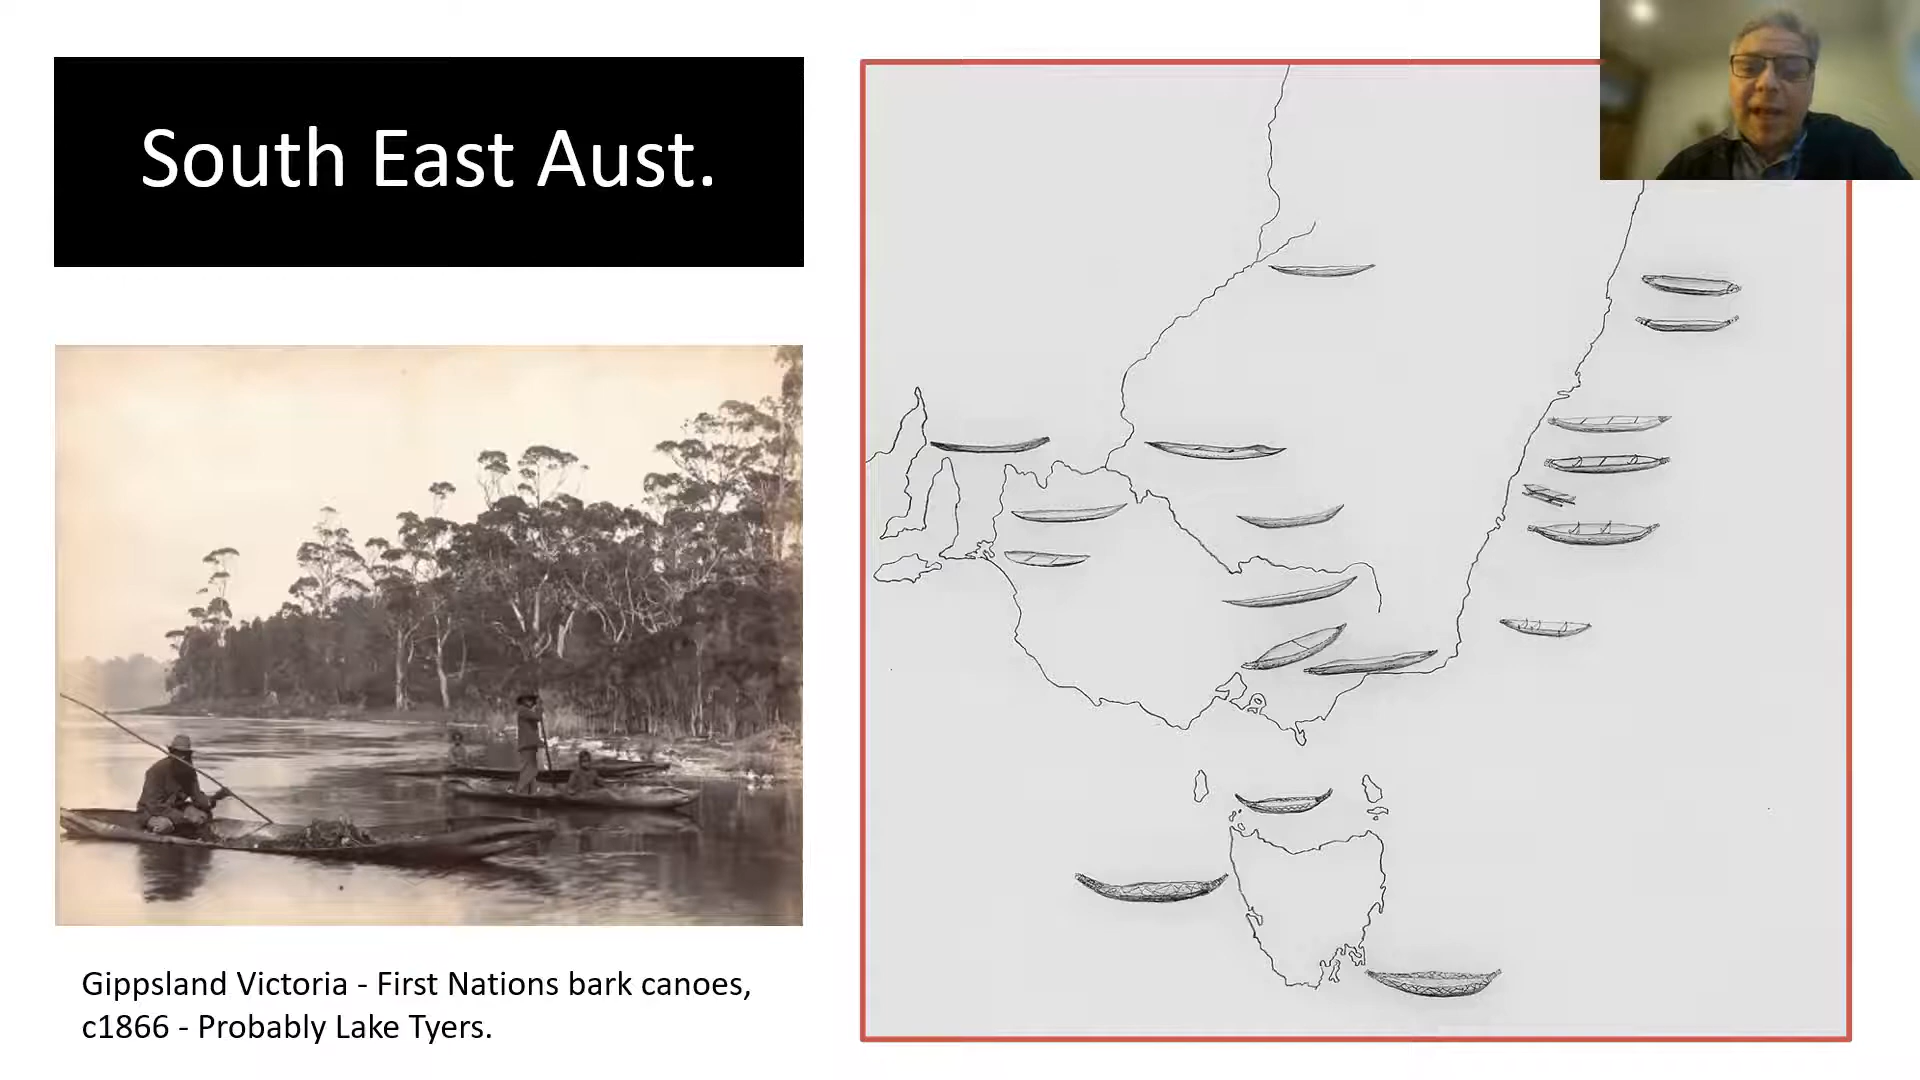 South East Aust.
Gippsland Victoria - First Nations bark canoes,
c1866 - Probably Lake Tyers.